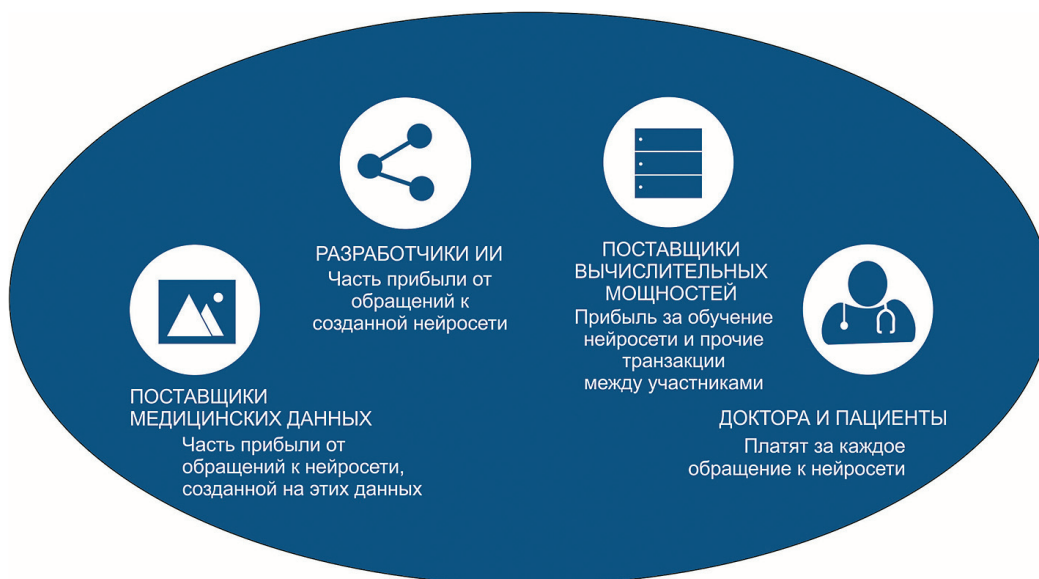 РАЗРАБОТЧИКИ ИИ
Часть прибыли от
обращений к
созданной нейросети
ПОСТАВЩИКИ
ВЫЧИСЛИТЕЛЬНЫХ
МОЩНОСТЕЙ
Прибыль за обучение
нейросети и прочие
транзакции
между участниками
ПОСТАВЩИКИ
МЕДИЦИНСКИХ ДАННЫХ
Часть прибыли от
обращений к нейросети,
созданной на этих данных
ДОКТОРА И ПАЦИЕНТЫ
Платят за каждое
обращение к нейросети